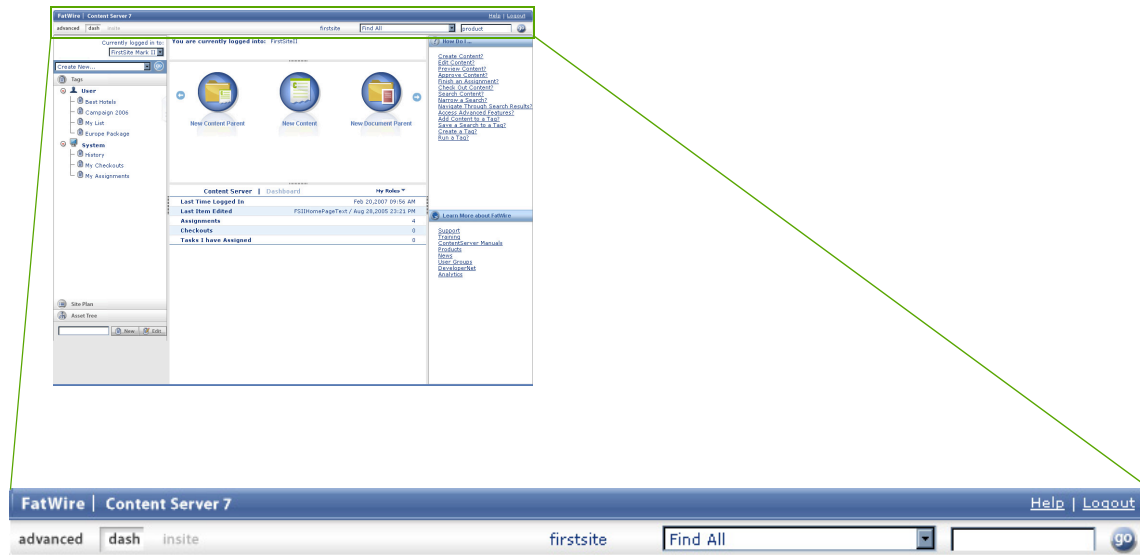 FatWire | Content Server 7
Help | Logout
advanced dash insite
firstsite Find All product go
Currently logged in to:
FirstSite Mark II
You are currently logged into: FirstSiteII
How Do I ...
Create New... go
Tags
User
Best Hotels
Campaign 2006
My List
Europe Package
System
History
My Checkouts
My Assignments
New Content Parent
New Content
New Document Parent
Create Content?
Edit Content?
Preview Content?
Approve Content?
Finish an Assignment?
Check Out Content?
Search Content?
Narrow a Search?
Navigate Through Search Results?
Access Advanced Features?
Add Content to a Tag?
Save a Search to a Tag?
Create a Tag?
Run a Tag?
Content Server | Dashboard My Roles
Last Time Logged In Feb 20,2007 09:56 AM
Last Item Edited FSIIHomePageText / Aug 28,2005 23:21 PM
Assignments 4
Checkouts 0
Tasks I have Assigned 0
Learn More about FatWire
Support
Training
ContentServer Manuals
Products
News
User Groups
DeveloperNet
Analytics
Site Plan
Asset Tree
New Edit
FatWire | Content Server 7 Help | Logout
advanced dash insite firstsite Find All go